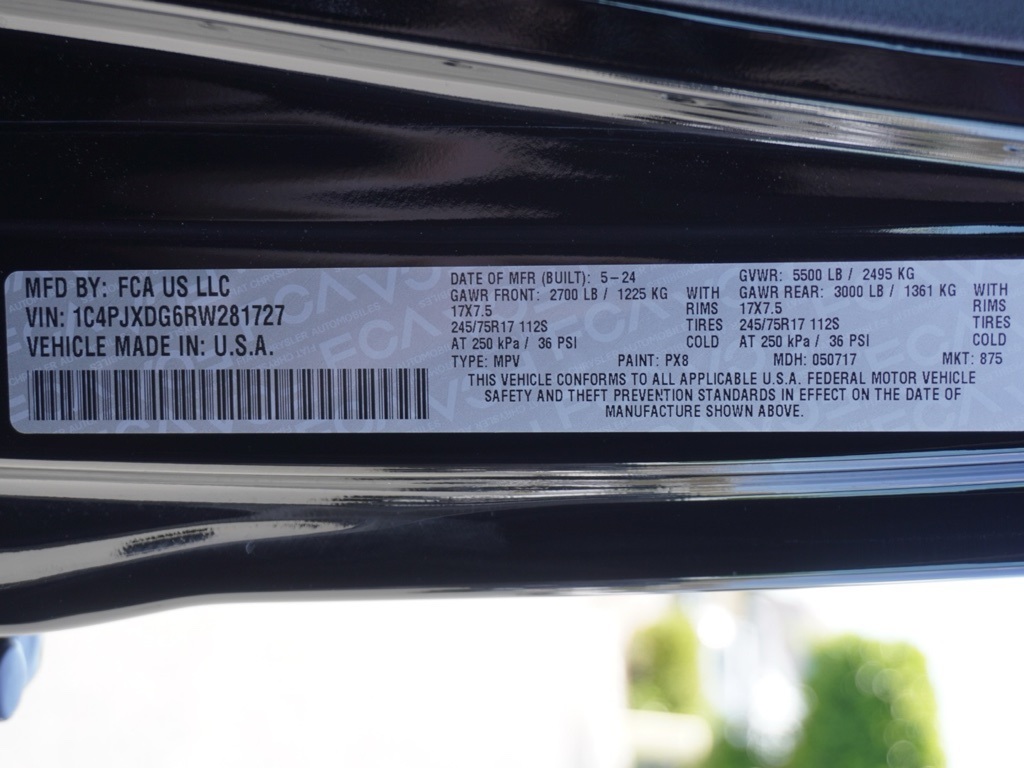 MFD BY: FCA US LLC
VIN: 1C4PJXDG6RW281727
VEHICLE MADE IN: U.S.A.
DATE OF MFR (BUILT): 5-24
GAWR FRONT: 2700 LB / 1225 KG WITH
17X7.5 RIMS
245/75R17 112S TIRES
AT 250 kPa / 36 PSI COLD
GVWR: 5500 LB / 2495 KG
GAWR REAR: 3000 LB / 1361 KG WITH
17X7.5 RIMS
245/75R17 112S TIRES
AT 250 kPa / 36 PSI COLD
TYPE: MPV PAINT: PX8 MDH: 050717 MKT: 875
THIS VEHICLE CONFORMS TO ALL APPLICABLE U.S.A. FEDERAL MOTOR VEHICLE
SAFETY AND THEFT PREVENTION STANDARDS IN EFFECT ON THE DATE OF
MANUFACTURE SHOWN ABOVE.